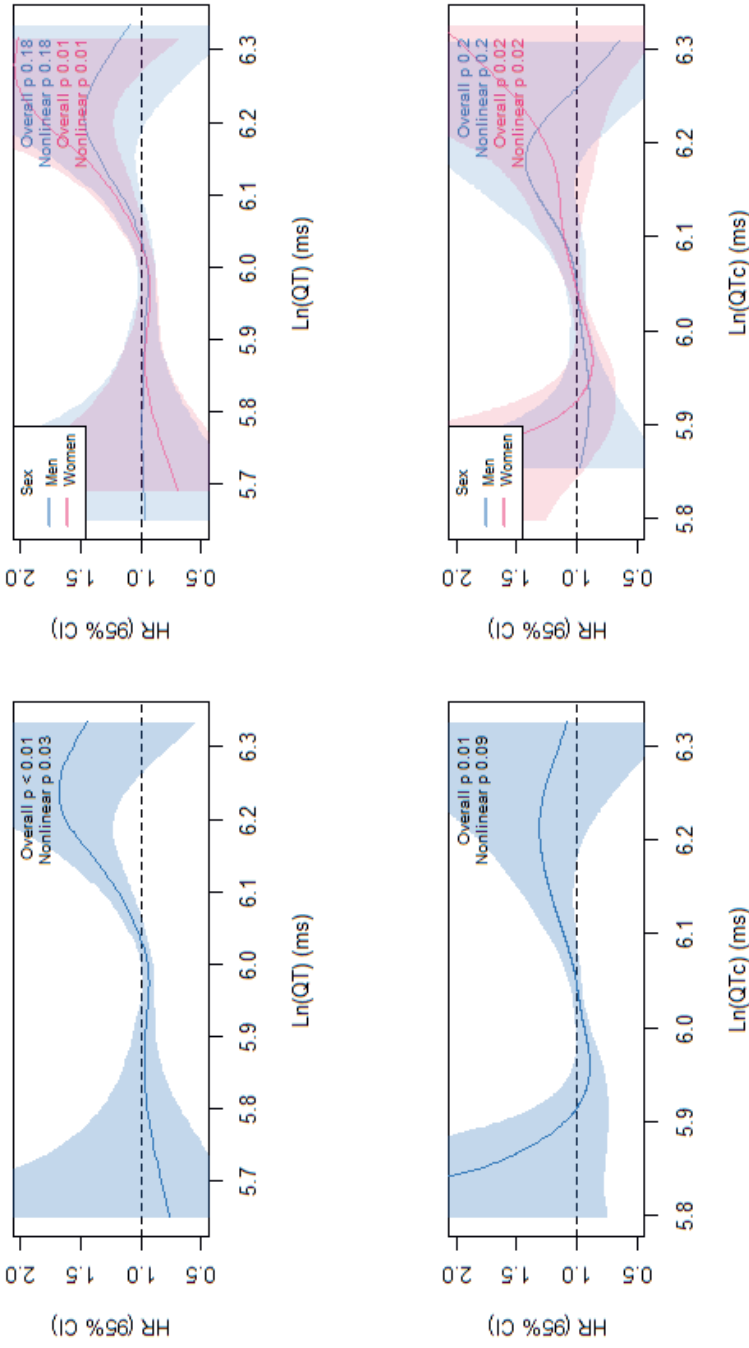 HR (95% CI)
2.0
1.5
1.0
0.5
Overall p < 0.01
Nonlinear p 0.03
5.7 5.8 5.9 6.0 6.1 6.2 6.3
Ln(QT) (ms)
HR (95% CI)
2.0
1.5
1.0
0.5
Sex
Men
Women
Overall p 0.18
Nonlinear p 0.18
Overall p 0.01
Nonlinear p 0.01
5.7 5.8 5.9 6.0 6.1 6.2 6.3
Ln(QT) (ms)
HR (95% CI)
2.0
1.5
1.0
0.5
Overall p 0.01
Nonlinear p 0.09
5.8 5.9 6.0 6.1 6.2 6.3
Ln(QTc) (ms)
HR (95% CI)
2.0
1.5
1.0
0.5
Sex
Men
Women
Overall p 0.2
Nonlinear p 0.2
Overall p 0.02
Nonlinear p 0.02
5.8 5.9 6.0 6.1 6.2 6.3
Ln(QTc) (ms)